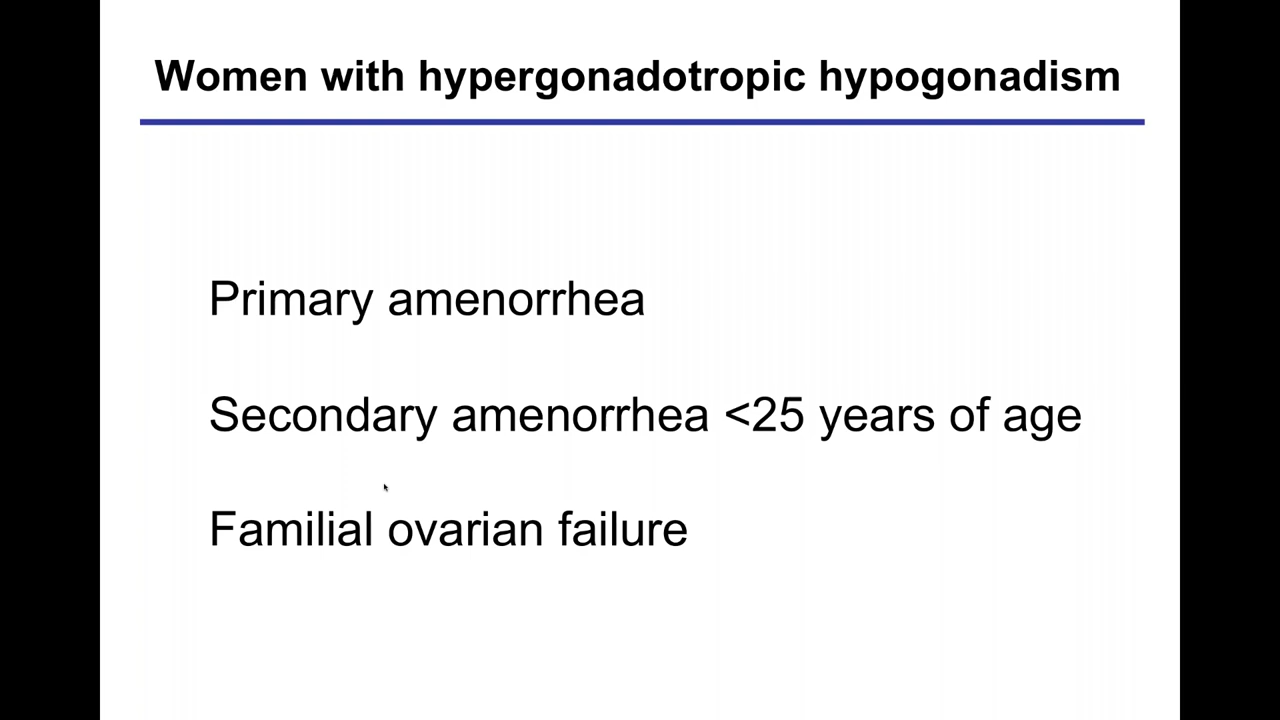 Women with hypergonadotropic hypogonadism
Primary amenorrhea
Secondary amenorrhea <25 years of age
Familial ovarian failure